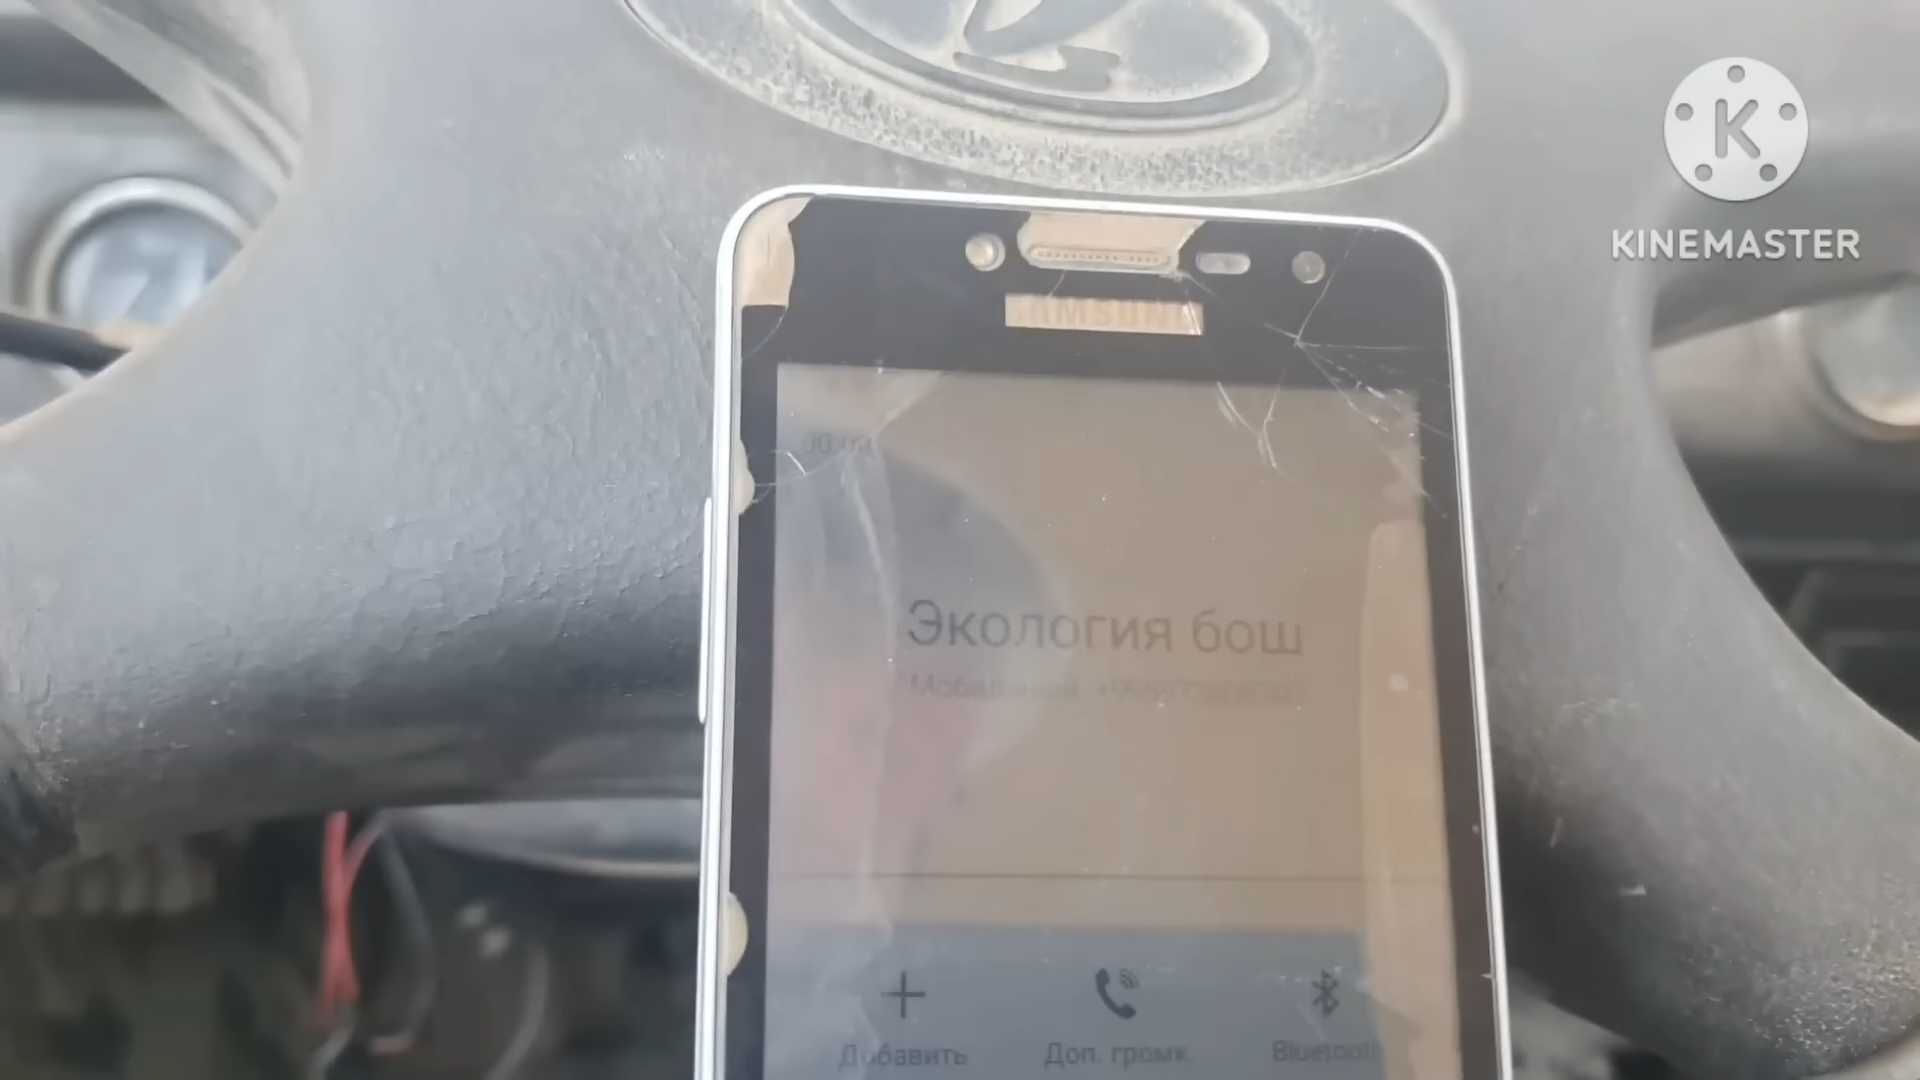 KINEMASTER
SAMSUNG
Экология бош
Добавить
Доп. громк.
Bluetooth